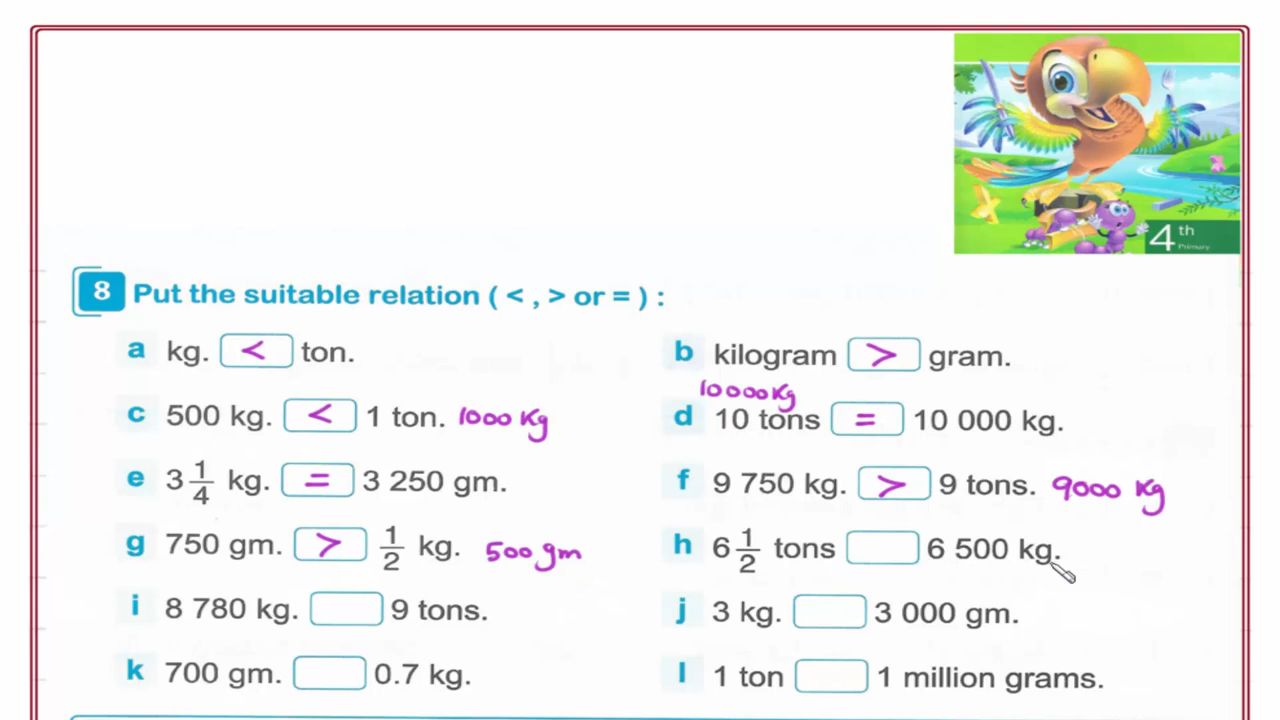 4th
Primary
8 Put the suitable relation ( < , > or = ) :
a kg. < ton.
b kilogram > gram.
c 500 kg. < 1 ton. 1000 Kg
10000 Kg
d 10 tons = 10 000 kg.
e 3 1/4 kg. = 3 250 gm.
f 9 750 kg. > 9 tons. 9000 Kg
g 750 gm. > 1/2 kg. 500 gm
h 6 1/2 tons 6 500 kg.
i 8 780 kg. 9 tons.
j 3 kg. 3 000 gm.
k 700 gm. 0.7 kg.
l 1 ton 1 million grams.